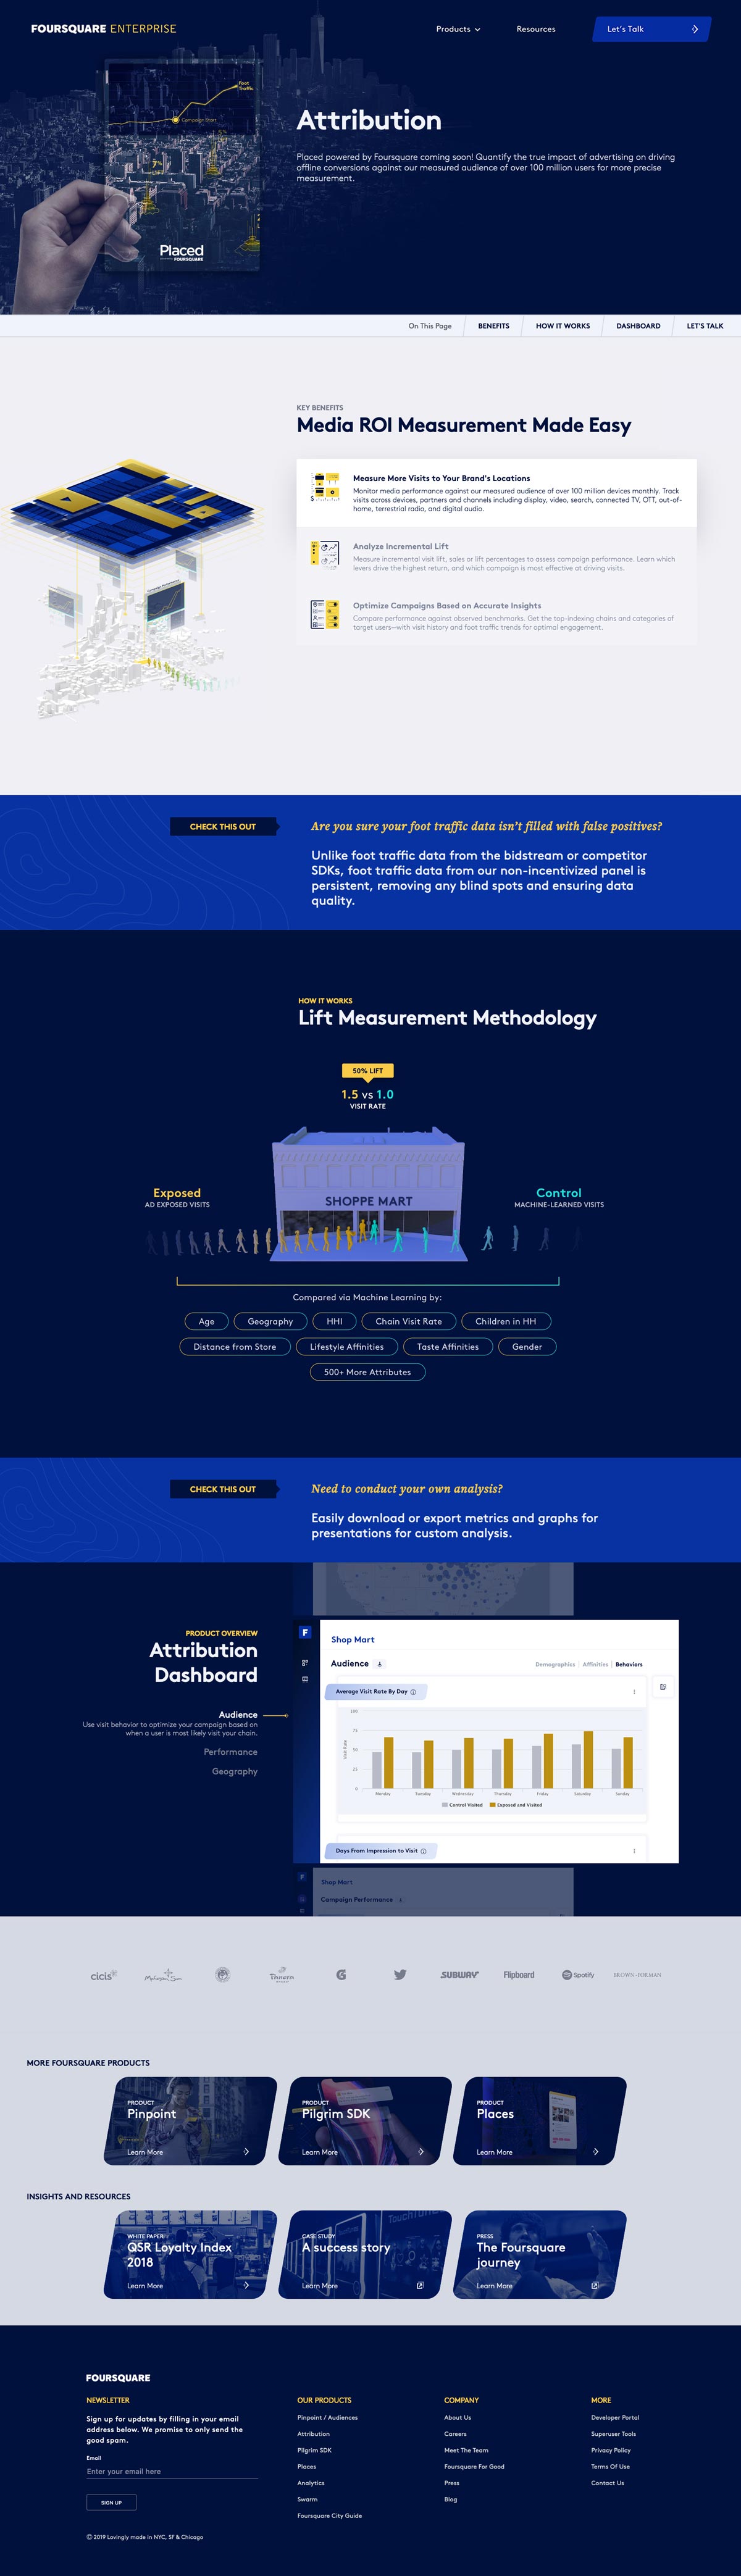 FOURSQUARE ENTERPRISE
Products
Resources
Let's Talk
Foot
Traffic
Campaign Start
Placed
FOURSQUARE
Attribution
Placed powered by Foursquare coming soon! Quantify the true impact of advertising on driving
offline conversions against our measured audience of over 100 million users for more precise
measurement.
On This Page
BENEFITS
HOW IT WORKS
DASHBOARD
LET'S TALK
KEY BENEFITS
Media ROI Measurement Made Easy
Measure More Visits to Your Brand's Locations
Monitor media performance against our measured audience of over 100 million devices monthly. Track
visits across devices, partners and channels including display, video, search, connected TV, OTT, out-of-
home, terrestrial radio, and digital audio.
Analyze Incremental Lift
Measure incremental visit lift, sales or lift percentages to assess campaign performance. Learn which
levers drive the highest return, and which campaign is most effective at driving visits.
Optimize Campaigns Based on Accurate Insights
Compare performance against observed benchmarks. Get the top-indexing chains and categories of
target users—with visit history and foot traffic trends for optimal engagement.
CHECK THIS OUT
Are you sure your foot traffic data isn't filled with false positives?
Unlike foot traffic data from the bidstream or competitor
SDKs, foot traffic data from our non-incentivized panel is
persistent, removing any blind spots and ensuring data
quality.
HOW IT WORKS
Lift Measurement Methodology
50% LIFT
1.5 vs 1.0
VISIT RATE
Exposed
AD EXPOSED VISITS
SHOPPE MART
Control
MACHINE-LEARNED VISITS
Compared via Machine Learning by:
Age
Geography
HHI
Chain Visit Rate
Children in HH
Distance from Store
Lifestyle Affinities
Taste Affinities
Gender
500+ More Attributes
CHECK THIS OUT
Need to conduct your own analysis?
Easily download or export metrics and graphs for
presentations for custom analysis.
PRODUCT OVERVIEW
Attribution
Dashboard
Audience
Use visit behavior to optimize your campaign based on
when a user is most likely visit your chain.
Performance
Geography
F
Shop Mart
Audience
Demographics
Affinities
Behaviors
Average Visit Rate By Day
Visit Rate
100
75
50
25
0
Monday
Tuesday
Wednesday
Thursday
Friday
Saturday
Sunday
Control Visited
Exposed and Visited
Days From Impression to Visit
F
Shop Mart
Campaign Performance
cicis
Panera
G
SUBWAY
Flipboard
Spotify
BROWN-FORMAN
MORE FOURSQUARE PRODUCTS
PRODUCT
Pinpoint
Learn More
PRODUCT
Pilgrim SDK
Learn More
PRODUCT
Places
Learn More
INSIGHTS AND RESOURCES
WHITE PAPER
QSR Loyalty Index
2018
Learn More
TouchTunes
CASE STUDY
A success story
Learn More
PRESS
The Foursquare
journey
Learn More
FOURSQUARE
NEWSLETTER
Sign up for updates by filling in your email
address below. We promise to only send the
good spam.
Email
Enter your email here
SIGN UP
© 2019 Lovingly made in NYC, SF & Chicago
OUR PRODUCTS
Pinpoint / Audiences
Attribution
Pilgrim SDK
Places
Analytics
Swarm
Foursquare City Guide
COMPANY
About Us
Careers
Meet The Team
Foursquare For Good
Press
Blog
MORE
Developer Portal
Superuser Tools
Privacy Policy
Terms Of Use
Contact Us